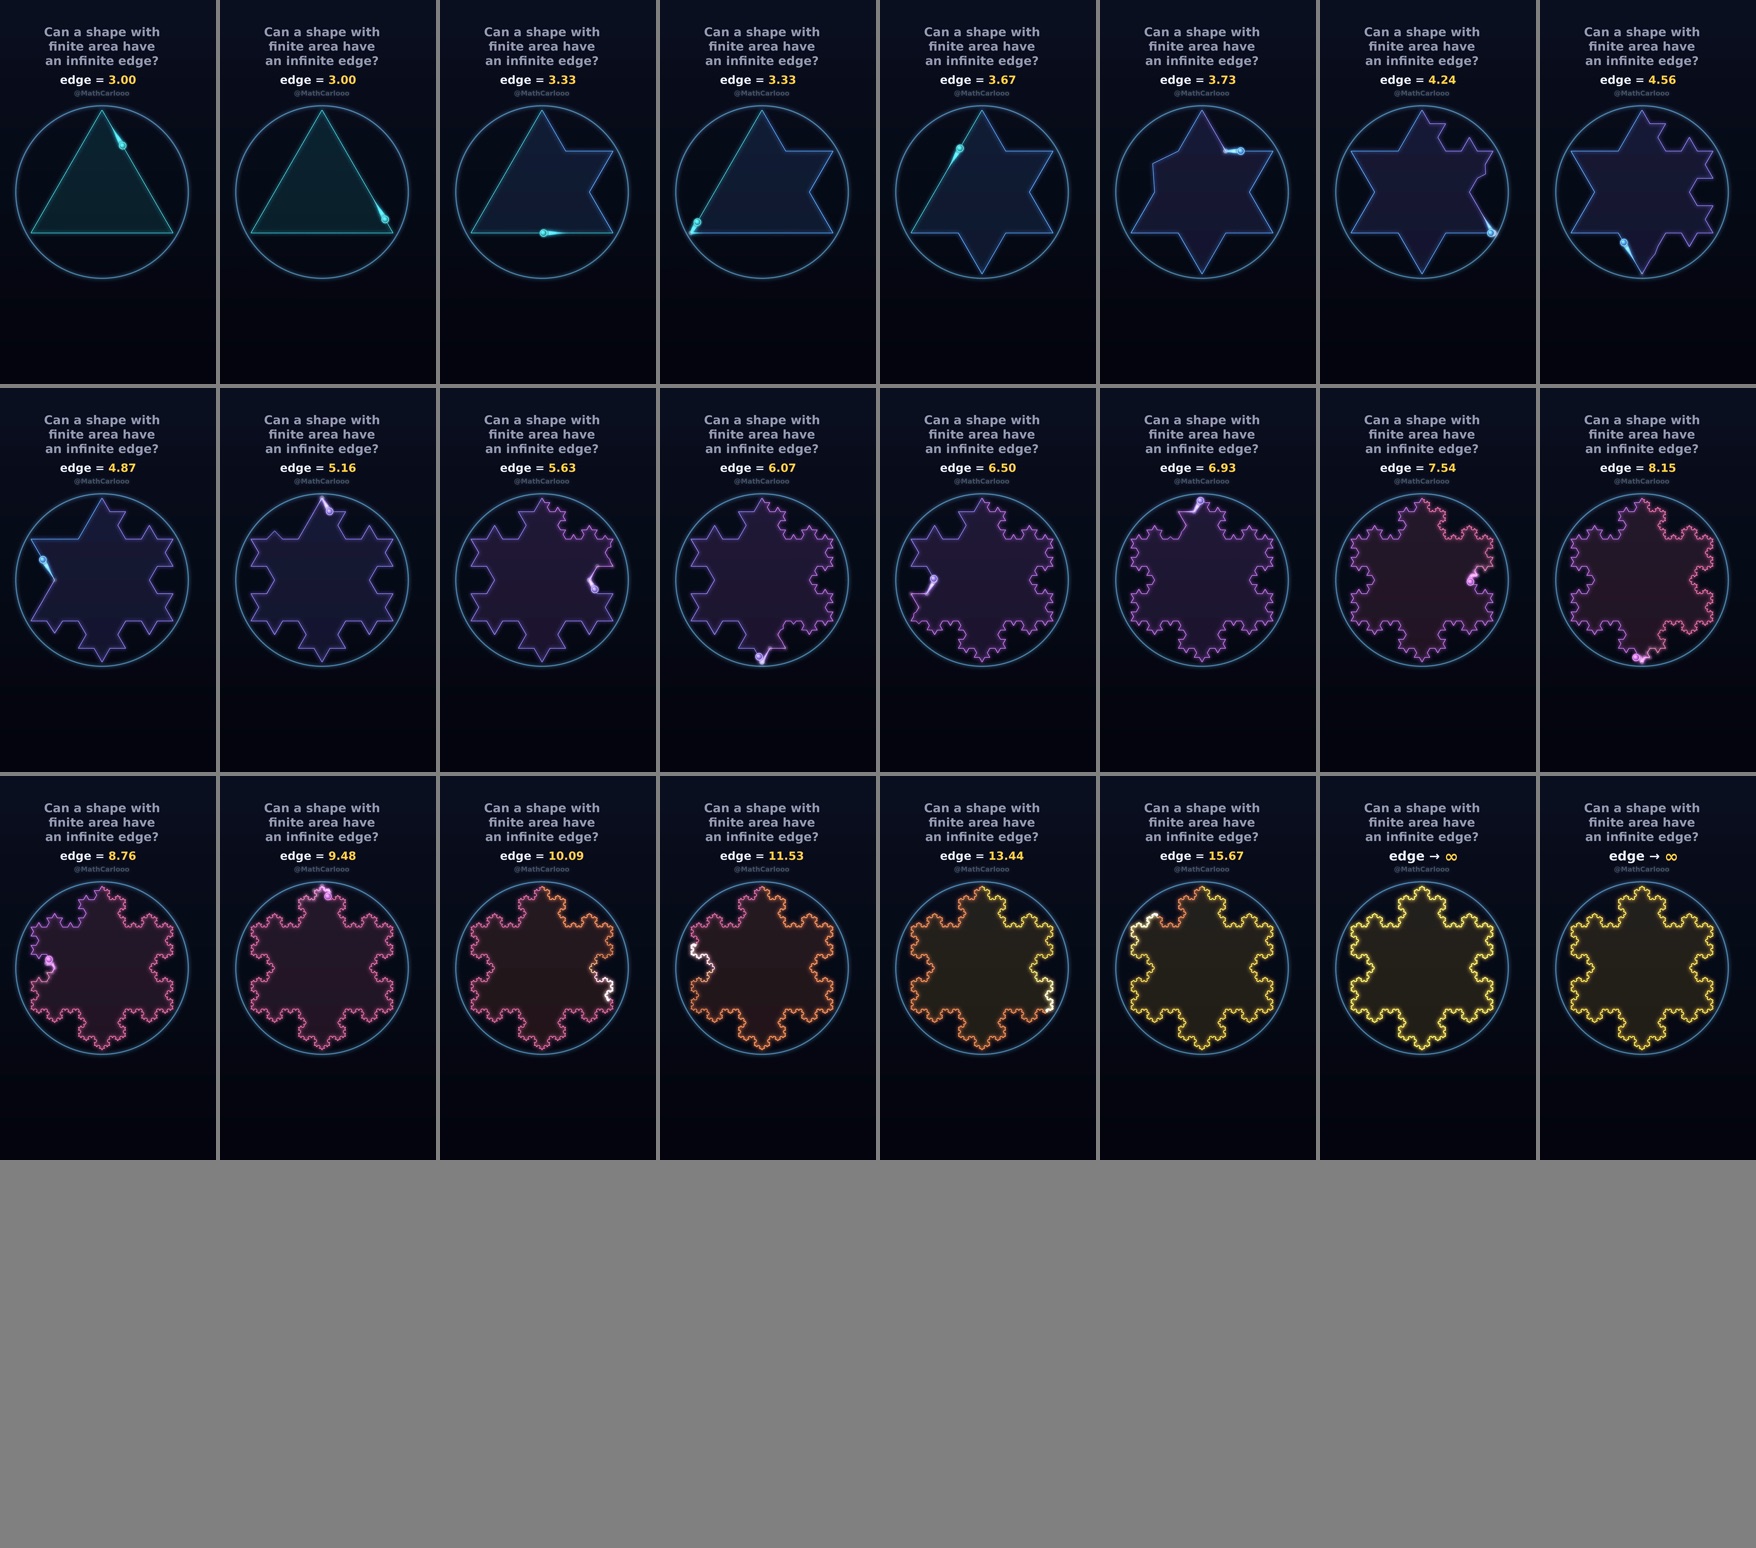 Can a shape with
finite area have
an infinite edge?
edge = 3.00
@MathCarlooo
Can a shape with
finite area have
an infinite edge?
edge = 3.00
@MathCarlooo
Can a shape with
finite area have
an infinite edge?
edge = 3.33
@MathCarlooo
Can a shape with
finite area have
an infinite edge?
edge = 3.33
@MathCarlooo
Can a shape with
finite area have
an infinite edge?
edge = 3.67
@MathCarlooo
Can a shape with
finite area have
an infinite edge?
edge = 3.73
@MathCarlooo
Can a shape with
finite area have
an infinite edge?
edge = 4.24
@MathCarlooo
Can a shape with
finite area have
an infinite edge?
edge = 4.56
@MathCarlooo
Can a shape with
finite area have
an infinite edge?
edge = 4.87
@MathCarlooo
Can a shape with
finite area have
an infinite edge?
edge = 5.16
@MathCarlooo
Can a shape with
finite area have
an infinite edge?
edge = 5.63
@MathCarlooo
Can a shape with
finite area have
an infinite edge?
edge = 6.07
@MathCarlooo
Can a shape with
finite area have
an infinite edge?
edge = 6.50
@MathCarlooo
Can a shape with
finite area have
an infinite edge?
edge = 6.93
@MathCarlooo
Can a shape with
finite area have
an infinite edge?
edge = 7.54
@MathCarlooo
Can a shape with
finite area have
an infinite edge?
edge = 8.15
@MathCarlooo
Can a shape with
finite area have
an infinite edge?
edge = 8.76
@MathCarlooo
Can a shape with
finite area have
an infinite edge?
edge = 9.48
@MathCarlooo
Can a shape with
finite area have
an infinite edge?
edge = 10.09
@MathCarlooo
Can a shape with
finite area have
an infinite edge?
edge = 11.53
@MathCarlooo
Can a shape with
finite area have
an infinite edge?
edge = 13.44
@MathCarlooo
Can a shape with
finite area have
an infinite edge?
edge = 15.67
@MathCarlooo
Can a shape with
finite area have
an infinite edge?
edge → ∞
@MathCarlooo
Can a shape with
finite area have
an infinite edge?
edge → ∞
@MathCarlooo